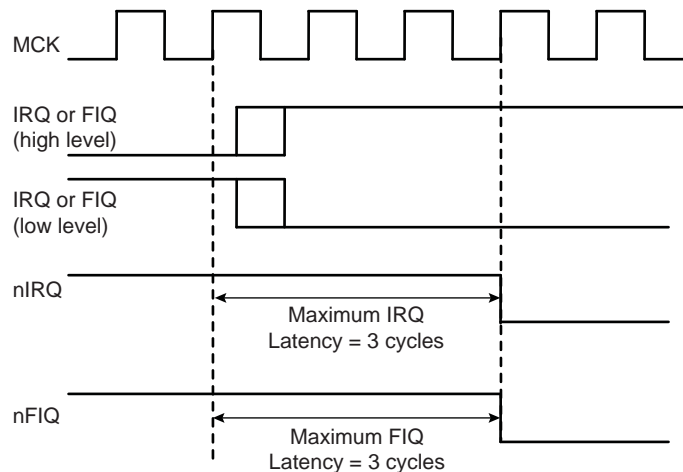 MCK
IRQ or FIQ
(high level)
IRQ or FIQ
(low level)
nIRQ
Maximum IRQ
Latency = 3 cycles
nFIQ
Maximum FIQ
Latency = 3 cycles